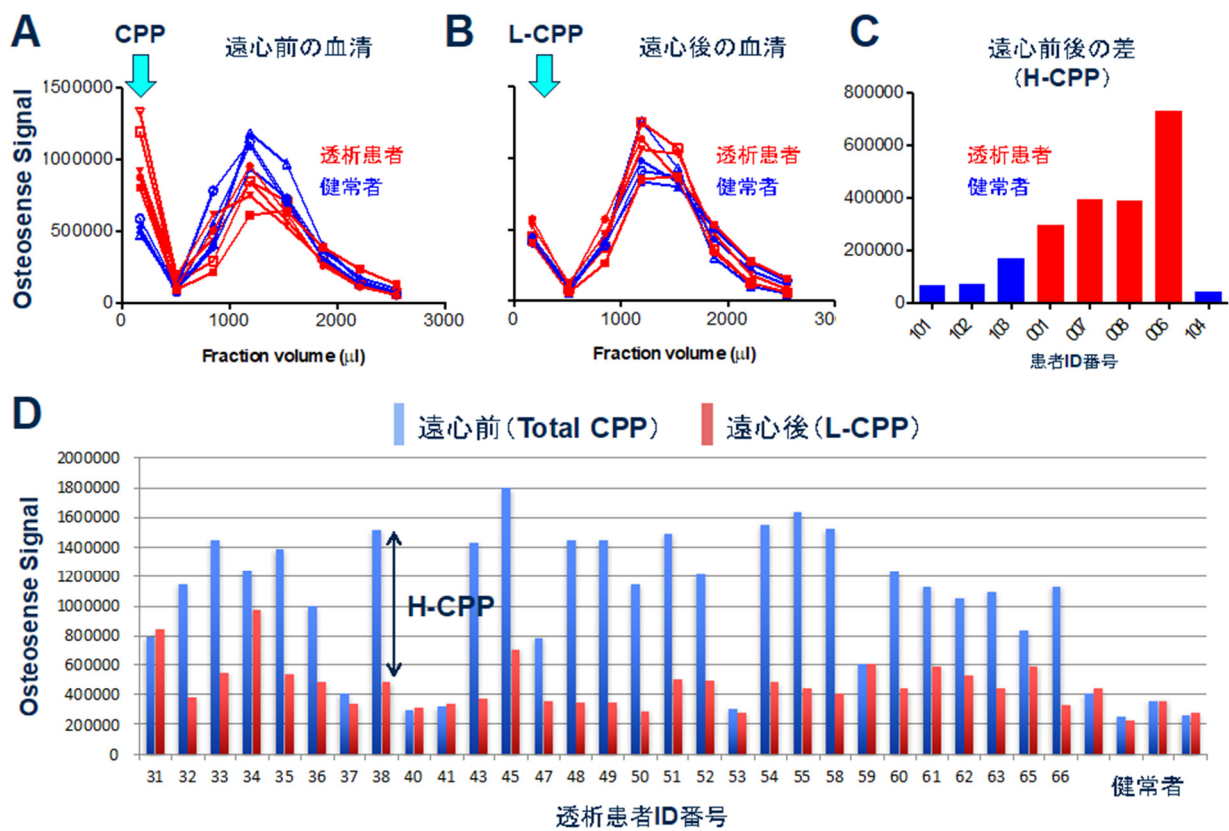 A
CPP
遠心前の血清
B
L-CPP
遠心後の血清
C
遠心前後の差
(H-CPP)
Osteosense Signal
1500000
1000000
500000
0
透析患者
健常者
0
1000
2000
3000
Fraction volume (μl)
透析患者
健常者
0
1000
2000
300
Fraction volume (μl)
800000
600000
400000
200000
0
透析患者
健常者
101
102
103
001
007
008
006
104
患者ID番号
D
遠心前(Total CPP)
遠心後(L-CPP)
Osteosense Signal
2000000
1800000
1600000
1400000
1200000
1000000
800000
600000
400000
200000
0
H-CPP
31 32 33 34 35 36 37 38 40 41 43 45 47 48 49 50 51 52 53 54 55 58 59 60 61 62 63 65 66
健常者
透析患者ID番号